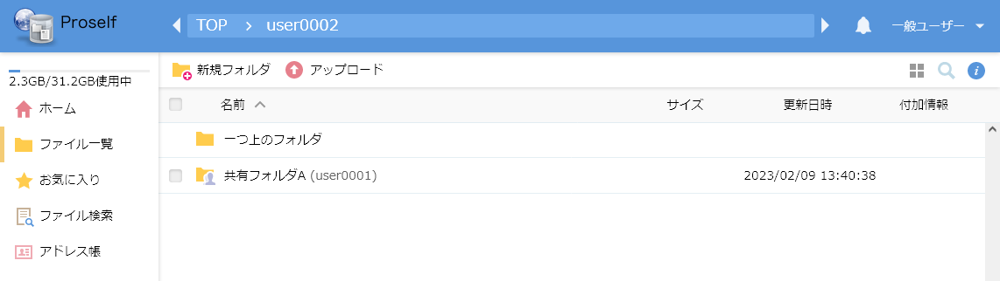 Proself
TOP > user0002
一般ユーザー
2.3GB/31.2GB使用中
新規フォルダ アップロード
ホーム
ファイル一覧
お気に入り
ファイル検索
アドレス帳
名前 サイズ 更新日時 付加情報
一つ上のフォルダ
共有フォルダA (user0001) 2023/02/09 13:40:38